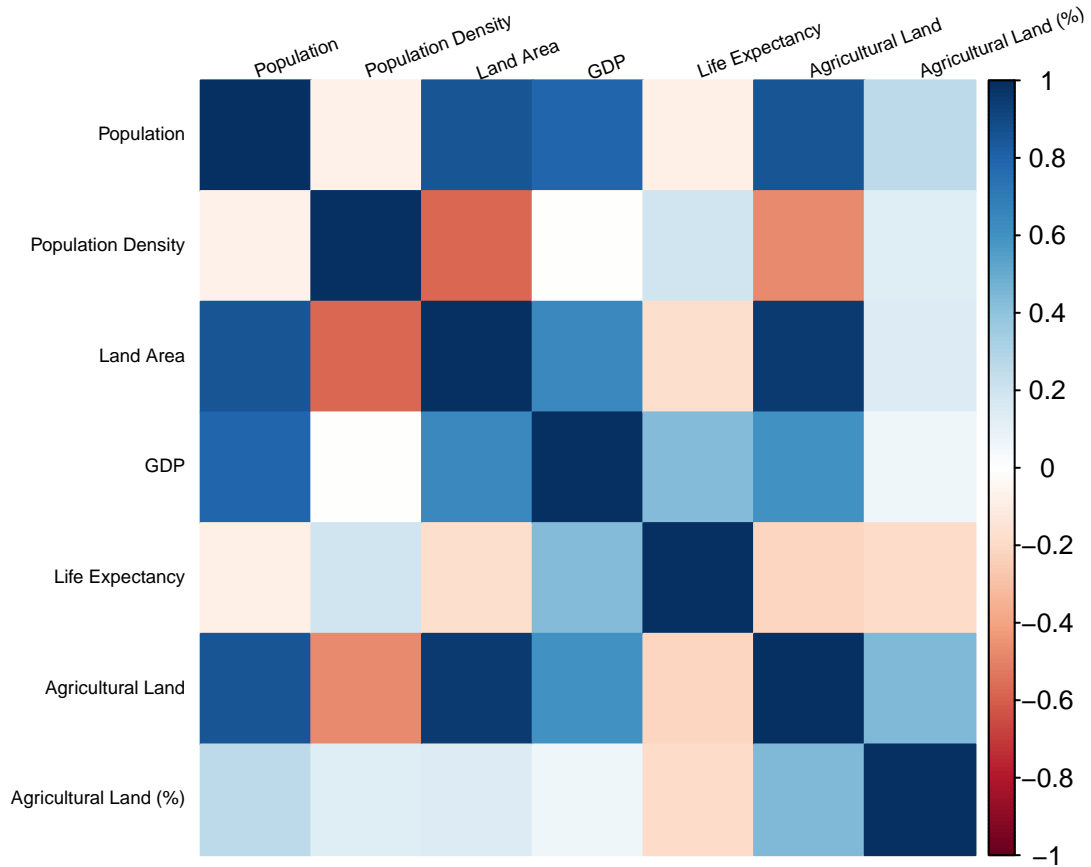 Population
Population Density
Land Area
GDP
Life Expectancy
Agricultural Land
Agricultural Land (%)
Population
Population Density
Land Area
GDP
Life Expectancy
Agricultural Land
Agricultural Land (%)
1
0.8
0.6
0.4
0.2
0
−0.2
−0.4
−0.6
−0.8
−1